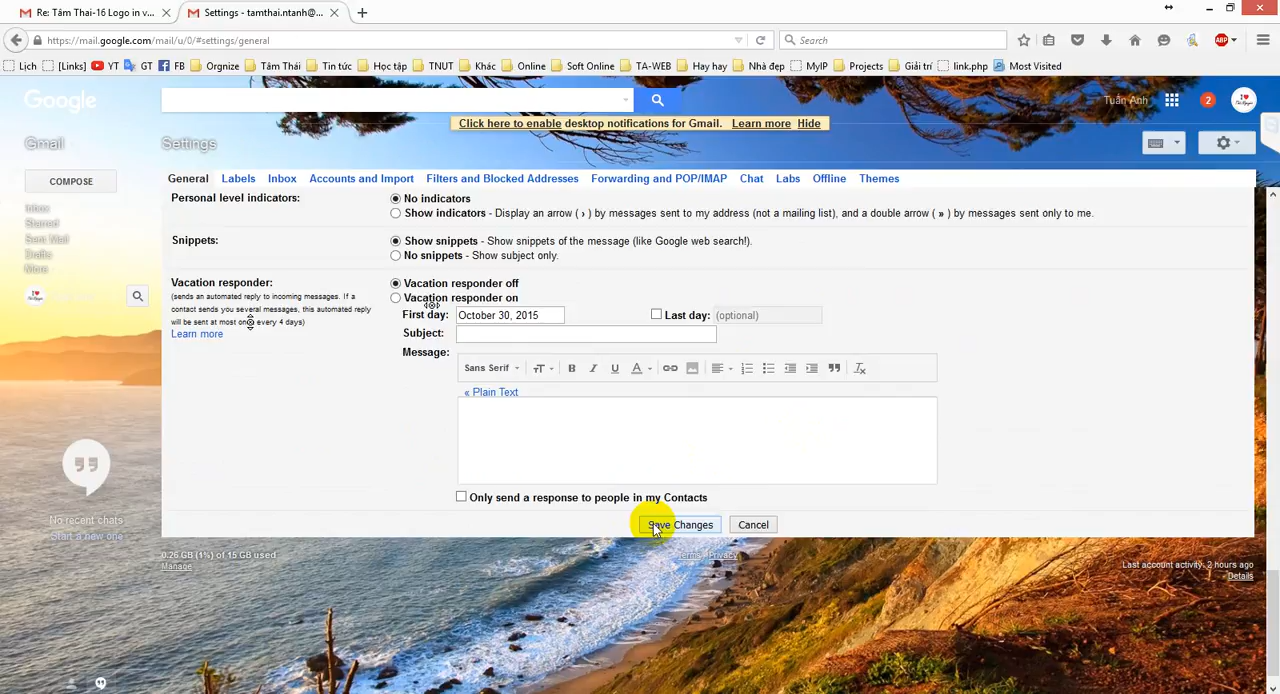 Re: Tâm Thai-16 Logo in v...
Settings - tamthai.ntanh@...
https://mail.google.com/mail/u/0/#settings/general
Search
ABP
Lịch
[Links]
YT
GT
FB
Orgnize
Tâm Thái
Tin tức
Học tập
TNUT
Khác
Online
Soft Online
TA-WEB
Hay hay
Nhà đẹp
MyIP
Projects
Giải trí
link.php
Most Visited
Google
Tuấn Anh
2
Click here to enable desktop notifications for Gmail. Learn more Hide
Gmail
Settings
COMPOSE
General Labels Inbox Accounts and Import Filters and Blocked Addresses Forwarding and POP/IMAP Chat Labs Offline Themes
Inbox
Starred
Sent Mail
Drafts
More
Personal level indicators:
No indicators
Show indicators - Display an arrow ( › ) by messages sent to my address (not a mailing list), and a double arrow ( » ) by messages sent only to me.
Snippets:
Show snippets - Show snippets of the message (like Google web search!).
No snippets - Show subject only.
Vacation responder:
(sends an automated reply to incoming messages. If a
contact sends you several messages, this automated reply
will be sent at most once every 4 days)
Learn more
Vacation responder off
Vacation responder on
First day: October 30, 2015
Last day: (optional)
Subject:
Message:
Sans Serif
« Plain Text
Only send a response to people in my Contacts
Save Changes
Cancel
No recent chats
Start a new one
0.26 GB (1%) of 15 GB used
Manage
Terms - Privacy
Last account activity: 2 hours ago
Details